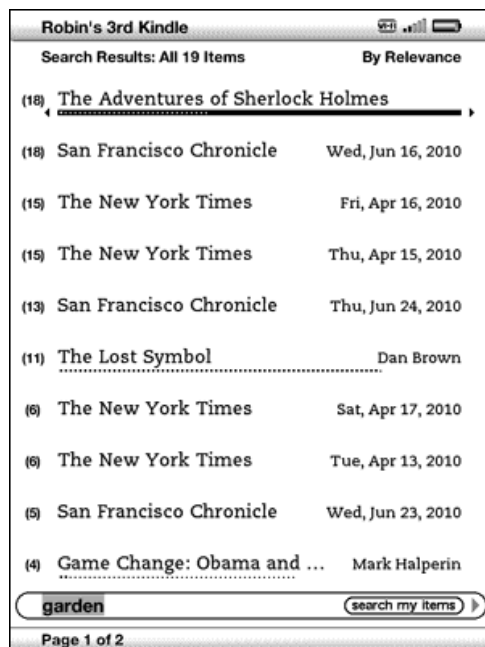 Robin's 3rd Kindle WI-FI
Search Results: All 19 Items By Relevance
(18) The Adventures of Sherlock Holmes
(18) San Francisco Chronicle Wed, Jun 16, 2010
(15) The New York Times Fri, Apr 16, 2010
(15) The New York Times Thu, Apr 15, 2010
(13) San Francisco Chronicle Thu, Jun 24, 2010
(11) The Lost Symbol Dan Brown
(6) The New York Times Sat, Apr 17, 2010
(6) The New York Times Tue, Apr 13, 2010
(5) San Francisco Chronicle Wed, Jun 23, 2010
(4) Game Change: Obama and ... Mark Halperin
garden search my items
Page 1 of 2